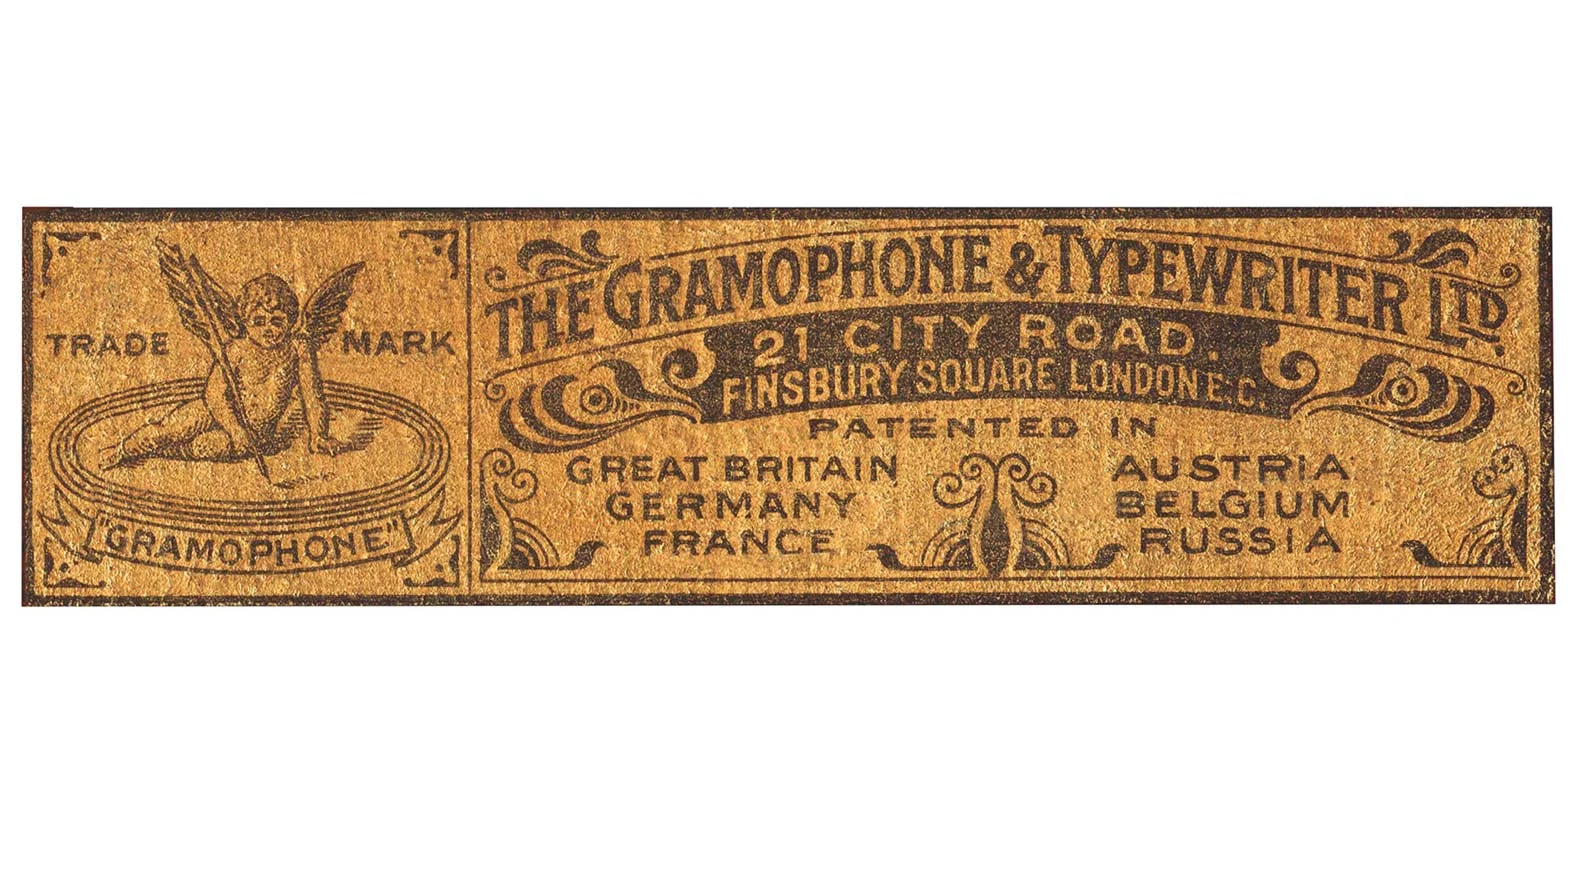 TRADE MARK
"GRAMOPHONE"
THE GRAMOPHONE & TYPEWRITER LTD
21 CITY ROAD.
FINSBURY SQUARE LONDON E.C.
PATENTED IN
GREAT BRITAIN
GERMANY
FRANCE
AUSTRIA
BELGIUM
RUSSIA